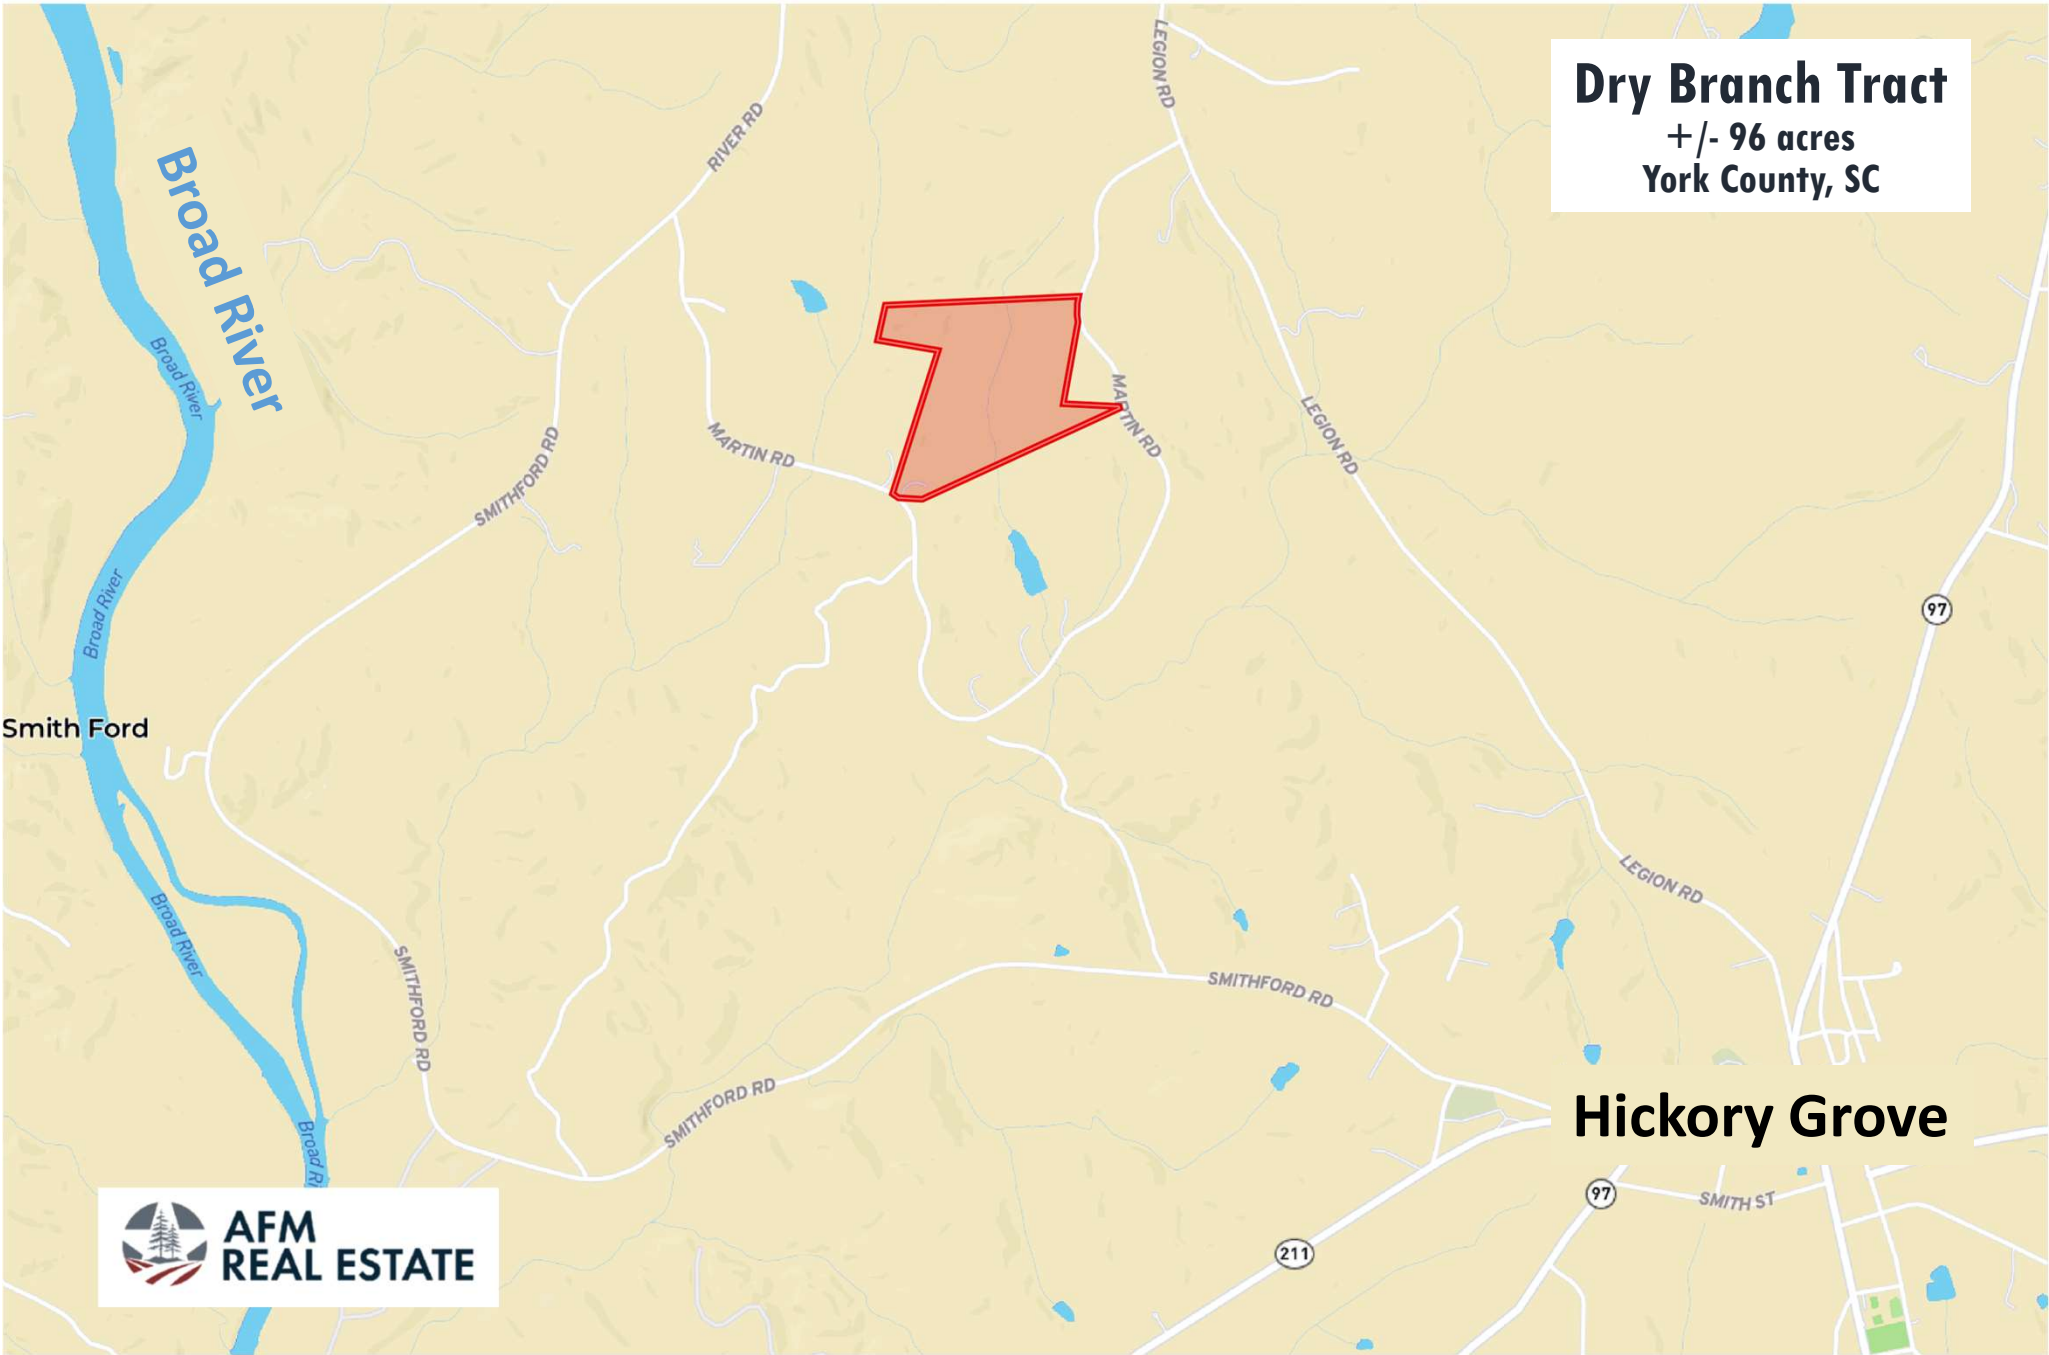 LEGION RD
Dry Branch Tract
+/- 96 acres
York County, SC
RIVER RD
Broad River
Broad River
MARTIN RD
LEGION RD
MARTIN RD
SMITHFORD RD
Broad River
97
Smith Ford
LEGION RD
Broad River
SMITHFORD RD
SMITHFORD RD
SMITHFORD RD
Hickory Grove
Broad Ri
97
SMITH ST
AFM
REAL ESTATE
211